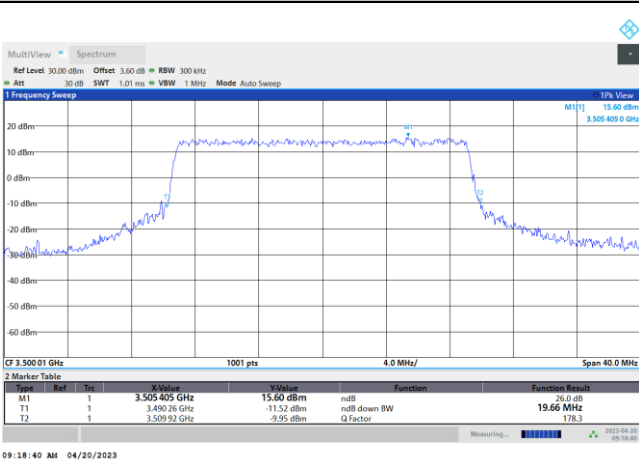 MultiView Spectrum
Ref Level 30.00 dBm Offset 3.60 dB RBW 300 kHz
Att 30 dB SWT 1.01 ms VBW 1 MHz Mode Auto Sweep
1 Frequency Sweep 1Pk View
M1[1] 15.60 dBm
3.505 405 0 GHz
M1
20 dBm
10 dBm
0 dBm
T1
T2
-10 dBm
-20 dBm
-30 dBm
-40 dBm
-50 dBm
-60 dBm
CF 3.500 01 GHz 1001 pts 4.0 MHz/ Span 40.0 MHz
2 Marker Table
Type Ref Trc X-Value Y-Value Function Function Result
M1 1 3.505 405 GHz 15.60 dBm ndB 26.0 dB
T1 1 3.490 26 GHz -11.52 dBm ndB down BW 19.66 MHz
T2 1 3.509 92 GHz -9.95 dBm Q Factor 178.3
Measuring... 2023-04-20
09:18:40
09:18:40 AM 04/20/2023